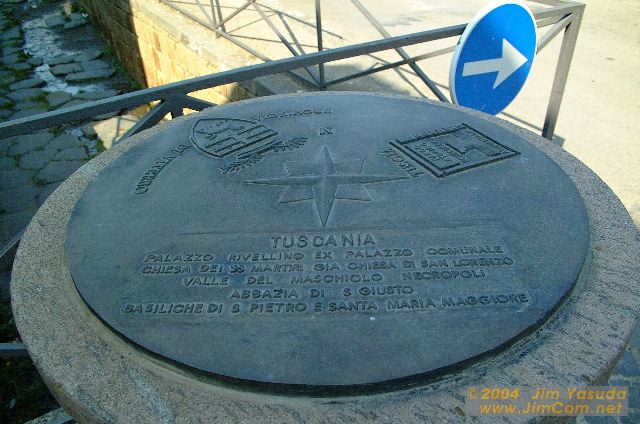 TUSCANIA
PALAZZO RIVELLINO EX PALAZZO COMUNALE
CHIESA DEI SS MARTIRI GIA CHIESA DI SAN LORENZO
VALLE DEL MASCHIOLO NECROPOLI
ABBAZIA DI S GIUSTO
BASILICHE DI S PIETRO E SANTA MARIA MAGGIORE
© 2004 Jim Yasuda
www.JimCom.net